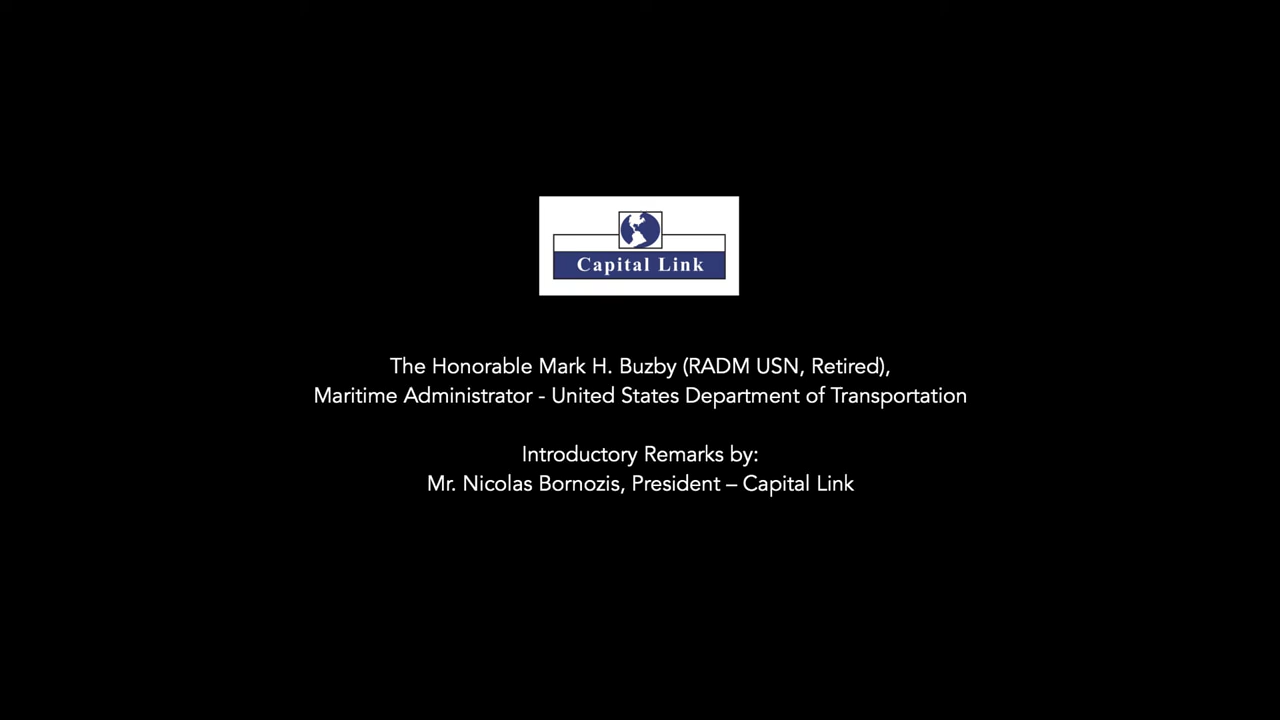 Capital Link
The Honorable Mark H. Buzby (RADM USN, Retired),
Maritime Administrator - United States Department of Transportation
Introductory Remarks by:
Mr. Nicolas Bornozis, President – Capital Link